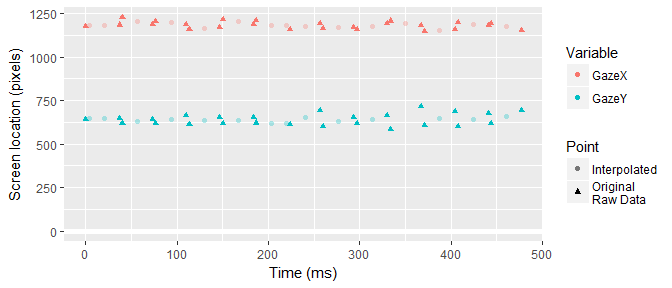 1250
1000
750
500
250
0
Screen location (pixels)
0
100
200
300
400
500
Time (ms)
Variable
GazeX
GazeY
Point
Interpolated
Original
Raw Data